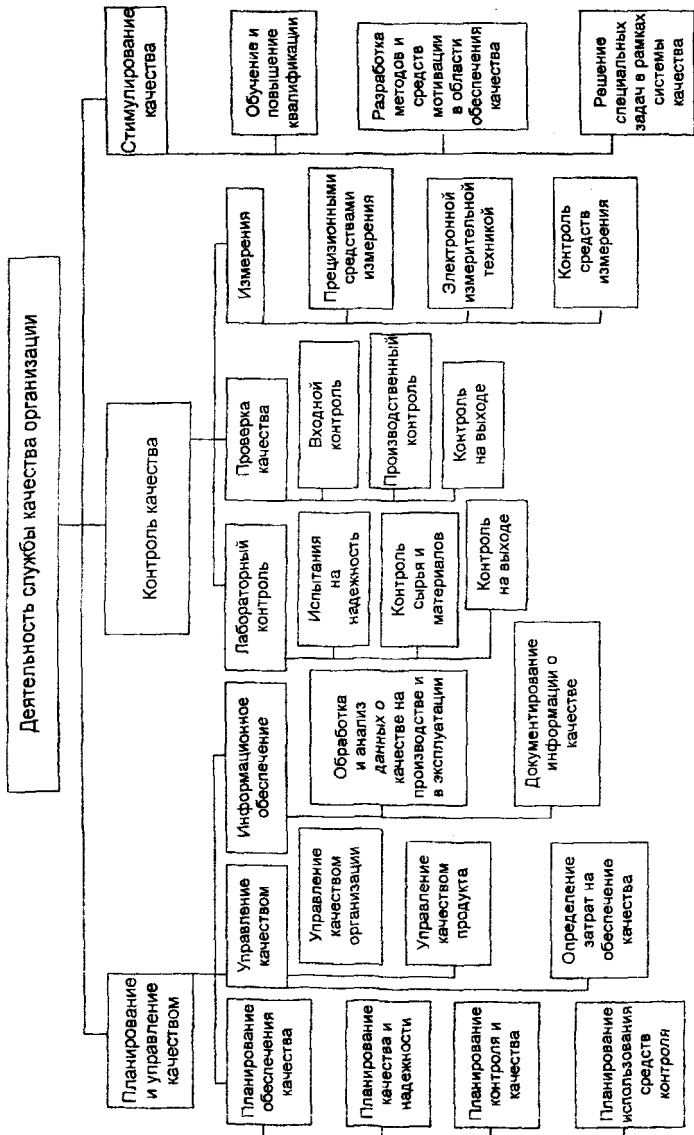 Деятельность службы качества организации
Планирование
и управление
качеством
Контроль качества
Стимулирование
качества
Планирование
обеспечения
качества
Планирование
качества и
надежности
Планирование
контроля и
качества
Планирование
использования
средств
контроля
Управление
качеством
Управление
качеством
организации
Управление
качеством
продукта
Определение
затрат на
обеспечение
качества
Информационное
обеспечение
Обработка
и анализ
данных о
качестве на
производстве и
в эксплуатации
Документирование
информации о
качестве
Лабораторный
контроль
Испытания
на
надежность
Контроль
сырья и
материалов
Контроль
на выходе
Проверка
качества
Входной
контроль
Производственный
контроль
Контроль
на выходе
Измерения
Прецизионными
средствами
измерения
Электронной
измерительной
техникой
Контроль
средств
измерения
Обучение и
повышение
квалификации
Разработка
методов и
средств
мотивации
в области
обеспечения
качества
Решение
специальных
задач в рамках
системы
качества